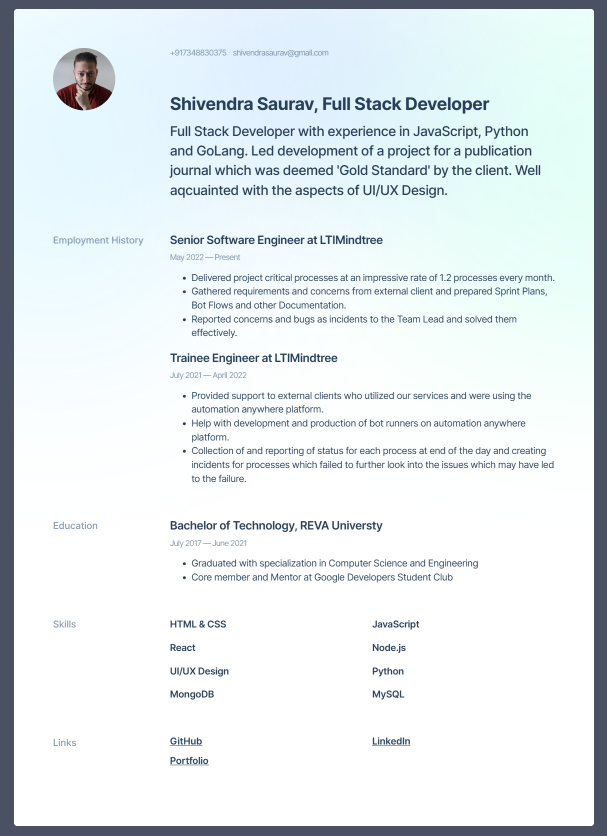 +917348830375 · shivendrasaurav@gmail.com
Shivendra Saurav, Full Stack Developer
Full Stack Developer with experience in JavaScript, Python
and GoLang. Led development of a project for a publication
journal which was deemed 'Gold Standard' by the client. Well
aqcuainted with the aspects of UI/UX Design.
Employment History
Senior Software Engineer at LTIMindtree
May 2022 — Present
• Delivered project critical processes at an impressive rate of 1.2 processes every month.
• Gathered requirements and concerns from external client and prepared Sprint Plans,
Bot Flows and other Documentation.
• Reported concerns and bugs as incidents to the Team Lead and solved them
effectively.
Trainee Engineer at LTIMindtree
July 2021 — April 2022
• Provided support to external clients who utilized our services and were using the
automation anywhere platform.
• Help with development and production of bot runners on automation anywhere
platform.
• Collection of and reporting of status for each process at end of the day and creating
incidents for processes which failed to further look into the issues which may have led
to the failure.
Education
Bachelor of Technology, REVA Universty
July 2017 — June 2021
• Graduated with specialization in Computer Science and Engineering
• Core member and Mentor at Google Developers Student Club
Skills
HTML & CSS
JavaScript
React
Node.js
UI/UX Design
Python
MongoDB
MySQL
Links
GitHub
LinkedIn
Portfolio